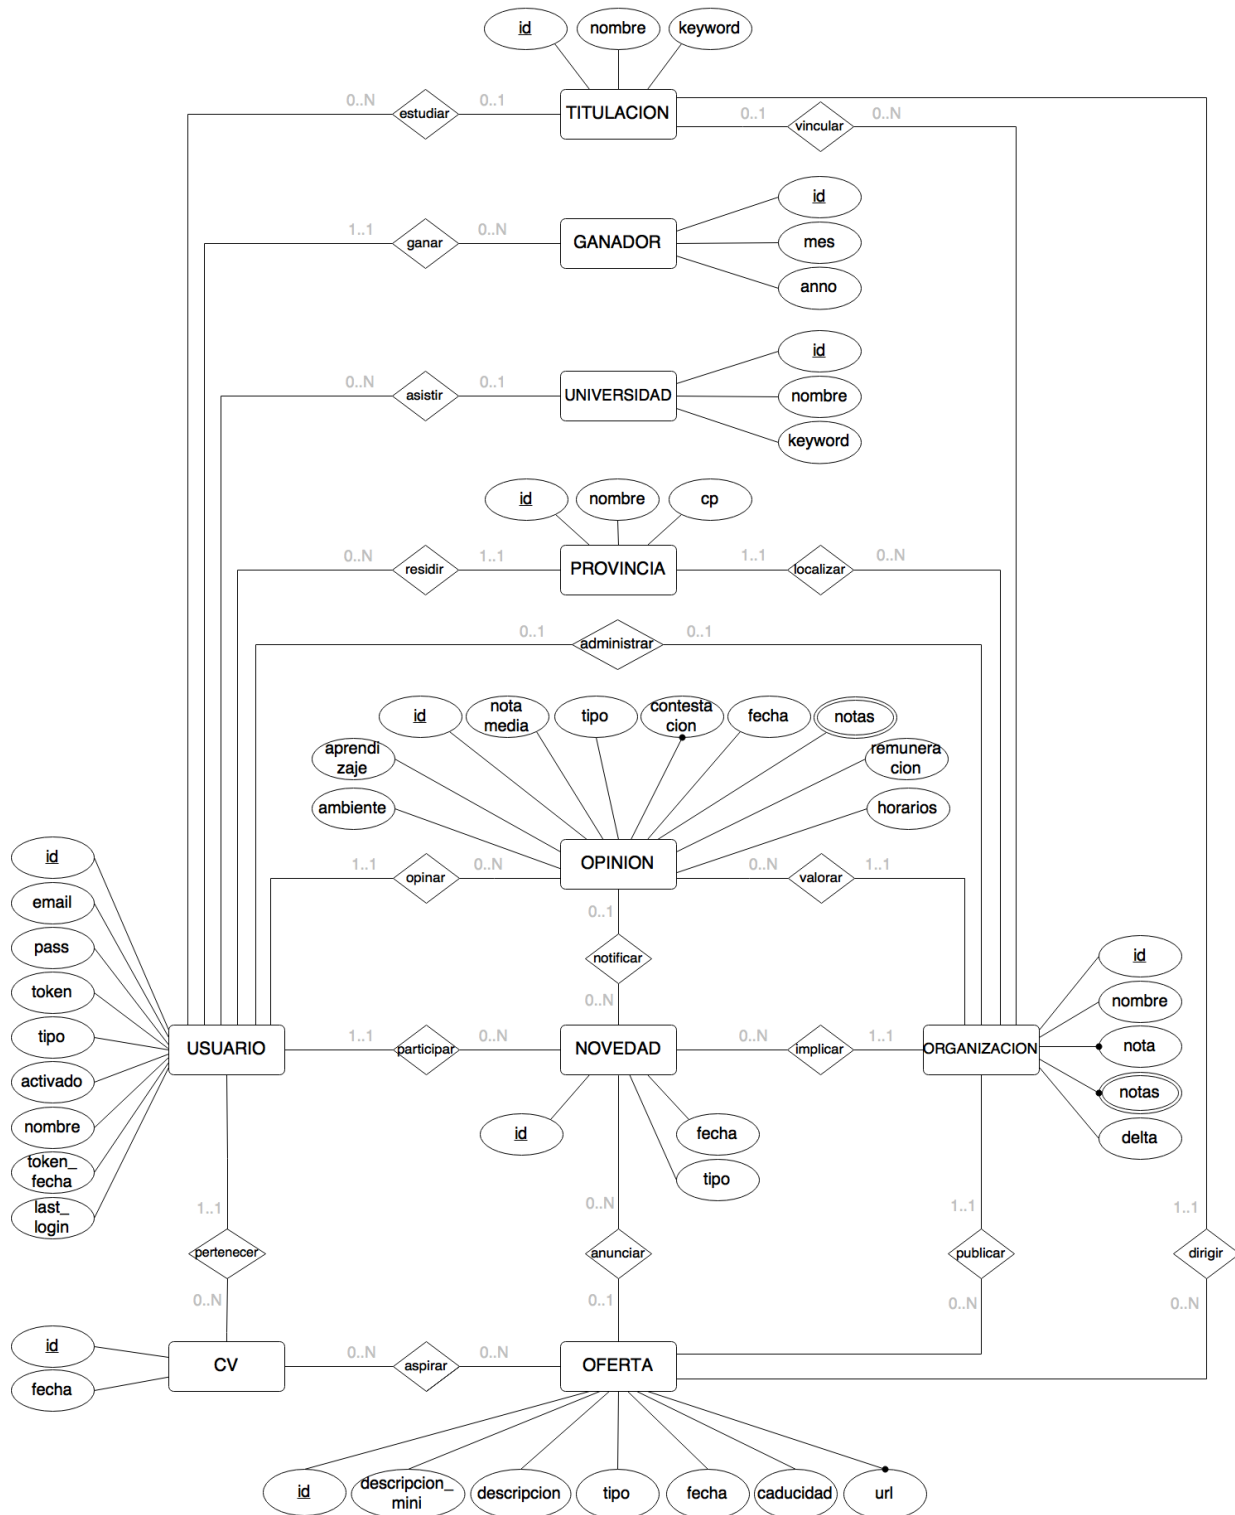 id
nombre
keyword
0..N
estudiar
0..1
TITULACION
0..1
vincular
0..N
id
1..1
ganar
0..N
GANADOR
mes
anno
id
0..N
asistir
0..1
UNIVERSIDAD
nombre
keyword
id
nombre
cp
0..N
residir
1..1
PROVINCIA
1..1
localizar
0..N
0..1
administrar
0..1
id
nota
media
tipo
contesta
cion
fecha
notas
aprendi
zaje
remunera
cion
ambiente
horarios
id
1..1
opinar
0..N
OPINION
0..N
valorar
1..1
email
0..1
pass
notificar
id
token
0..N
nombre
tipo
USUARIO
1..1
participar
0..N
NOVEDAD
0..N
implicar
1..1
ORGANIZACION
nota
activado
notas
nombre
id
fecha
delta
token_
fecha
tipo
last_
login
1..1
0..N
1..1
1..1
pertenecer
anunciar
publicar
dirigir
0..N
0..1
0..N
0..N
id
CV
0..N
aspirar
0..N
OFERTA
fecha
id
descripcion_
mini
descripcion
tipo
fecha
caducidad
url